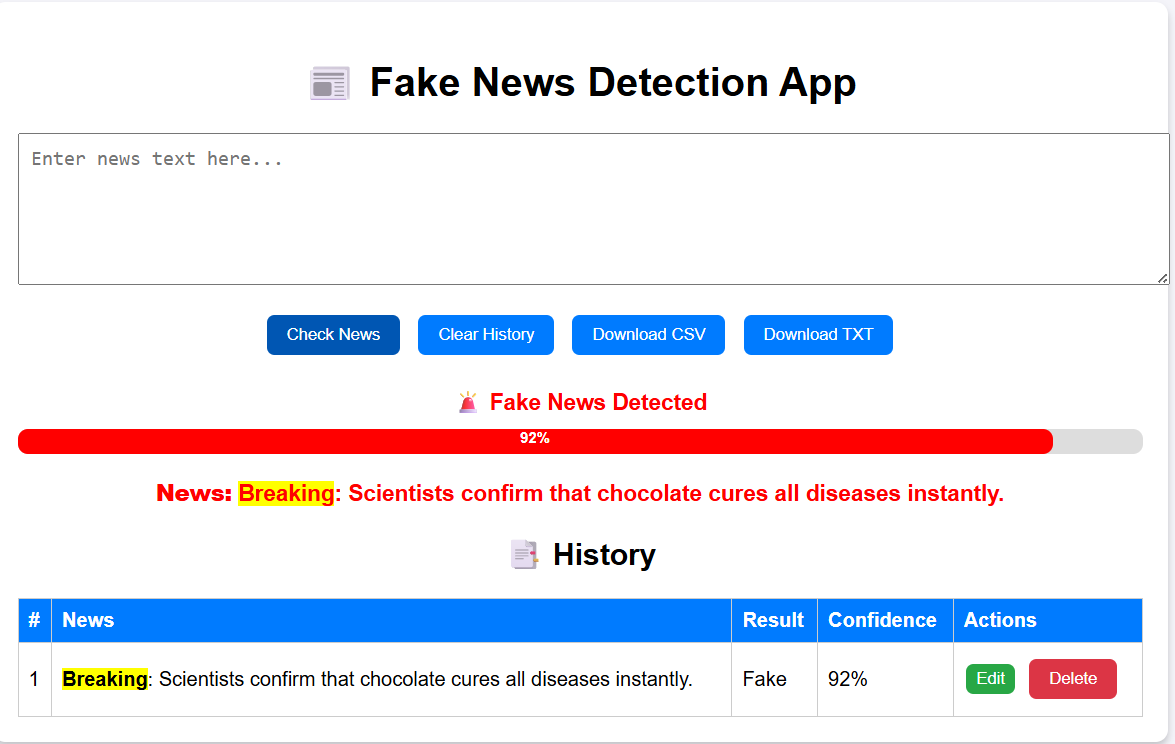 Fake News Detection App
Enter news text here...
Check News Clear History Download CSV Download TXT
Fake News Detected
92%
News: Breaking: Scientists confirm that chocolate cures all diseases instantly.
History
# News Result Confidence Actions
1 Breaking: Scientists confirm that chocolate cures all diseases instantly. Fake 92% Edit Delete